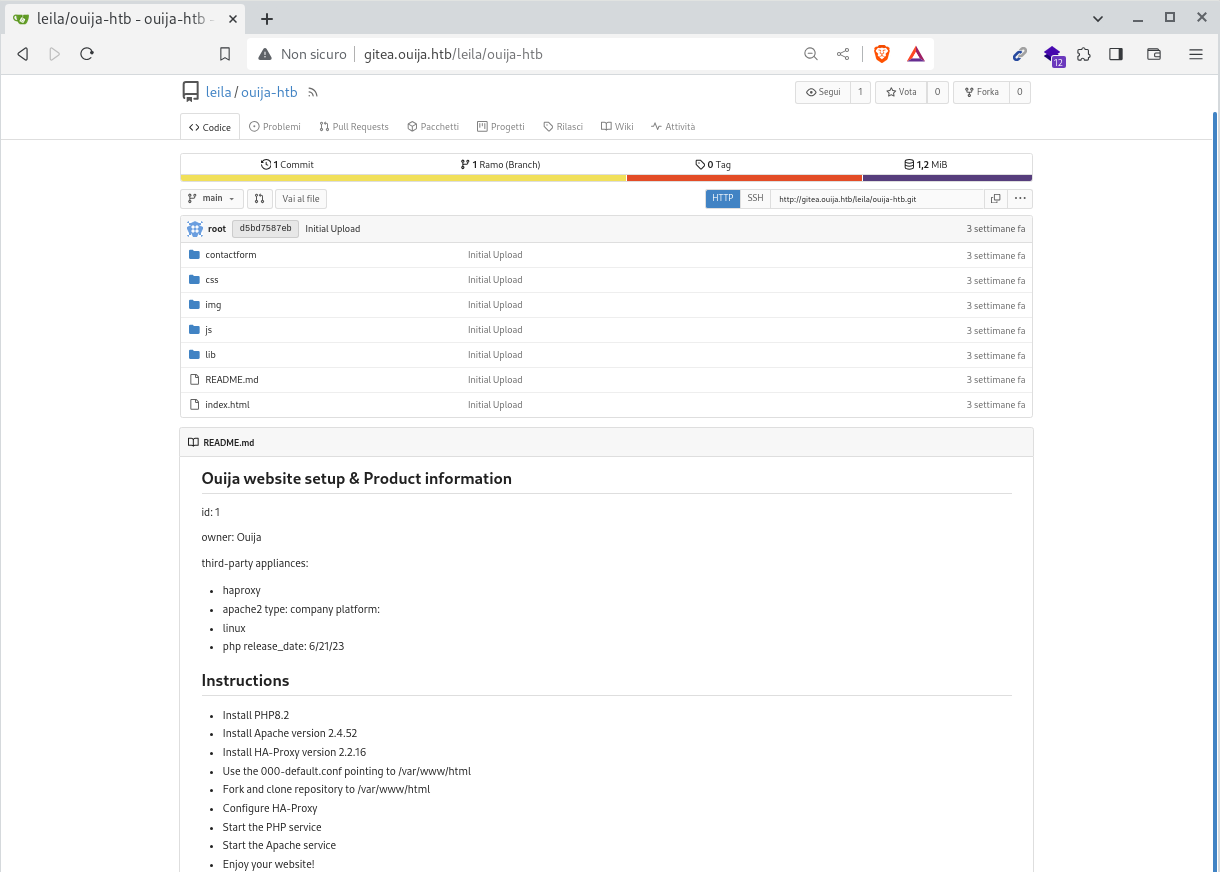 leila/ouija-htb - ouija-htb -
Non sicuro gitea.ouija.htb/leila/ouija-htb
12
leila / ouija-htb
Segui 1 Vota 0 Forka 0
Codice Problemi Pull Requests Pacchetti Progetti Rilasci Wiki Attività
1 Commit 1 Ramo (Branch) 0 Tag 1,2 MiB
main Vai al file HTTP SSH http://gitea.ouija.htb/leila/ouija-htb.git
root d5bd7587eb Initial Upload 3 settimane fa
contactform Initial Upload 3 settimane fa
css Initial Upload 3 settimane fa
img Initial Upload 3 settimane fa
js Initial Upload 3 settimane fa
lib Initial Upload 3 settimane fa
README.md Initial Upload 3 settimane fa
index.html Initial Upload 3 settimane fa
README.md
Ouija website setup & Product information
id: 1
owner: Ouija
third-party appliances:
• haproxy
• apache2 type: company platform:
• linux
• php release_date: 6/21/23
Instructions
• Install PHP8.2
• Install Apache version 2.4.52
• Install HA-Proxy version 2.2.16
• Use the 000-default.conf pointing to /var/www/html
• Fork and clone repository to /var/www/html
• Configure HA-Proxy
• Start the PHP service
• Start the Apache service
• Enjoy your website!